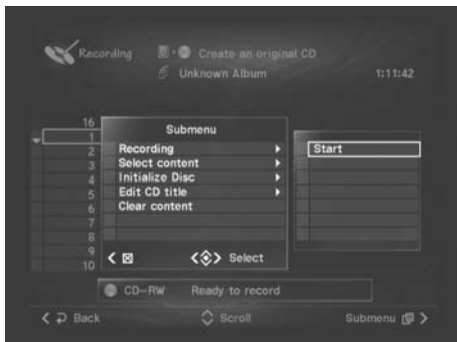 Recording + Create an original CD
Unknown Album 1:11:42
16
1
2
3
4
5
6
7
8
9
10
Submenu
Recording
Select content
Initialize Disc
Edit CD title
Clear content
Select
Start
CD-RW Ready to record
Back Scroll Submenu